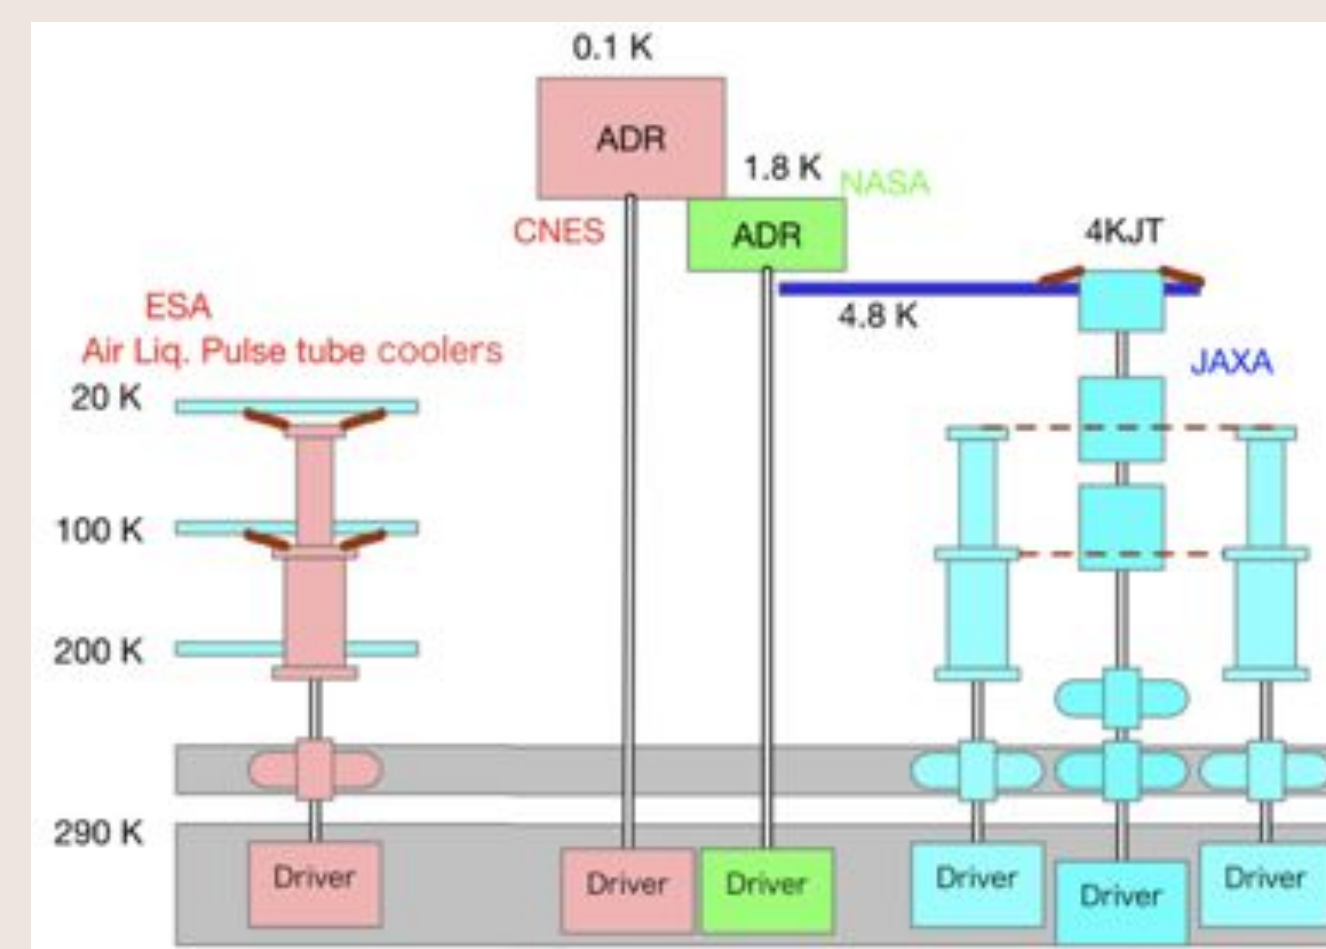 0.1 K
ADR
1.8 K
NASA
CNES
ADR
4KJT
ESA
4.8 K
Air Liq. Pulse tube coolers
JAXA
20 K
100 K
200 K
290 K
Driver
Driver
Driver
Driver
Driver
Driver